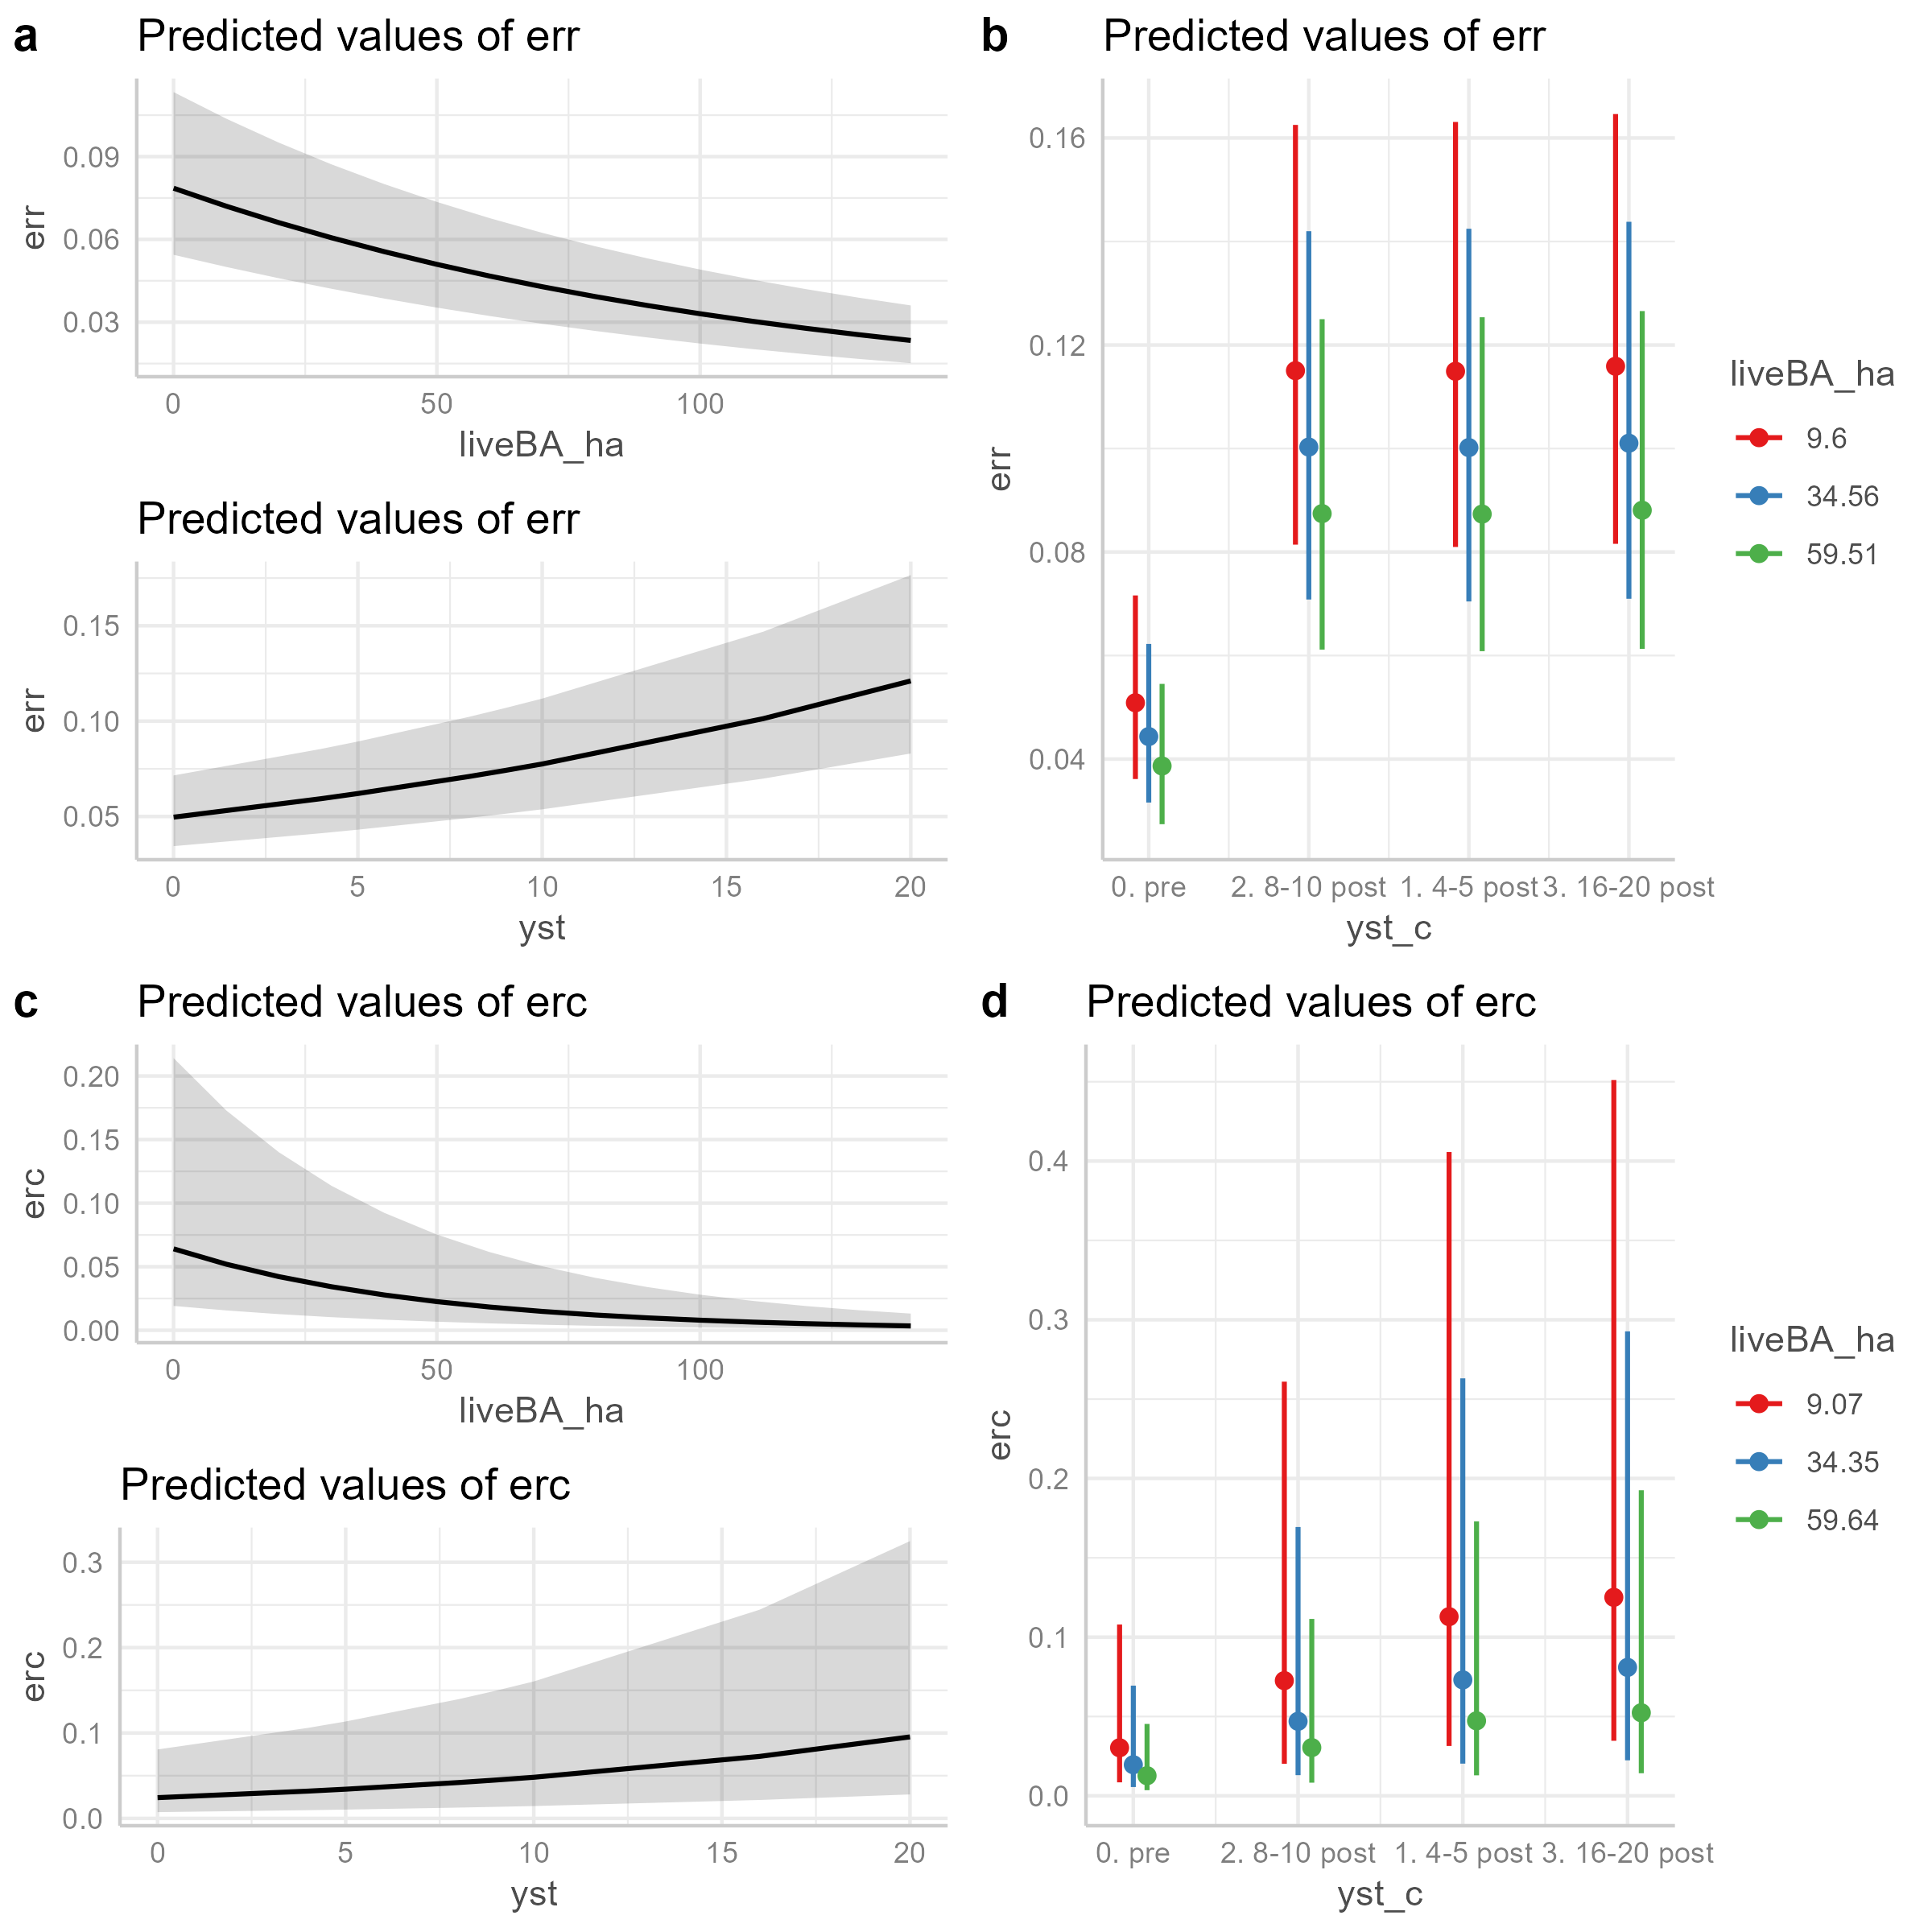 a
Predicted values of err
0.09
0.06
0.03
err
0 50 100
liveBA_ha
Predicted values of err
0.15
0.10
0.05
err
0 5 10 15 20
yst
b
Predicted values of err
0.16
0.12
0.08
0.04
err
0. pre 2. 8-10 post 1. 4-5 post 3. 16-20 post
yst_c
liveBA_ha
9.6
34.56
59.51
c
Predicted values of erc
0.20
0.15
0.10
0.05
0.00
erc
0 50 100
liveBA_ha
Predicted values of erc
0.3
0.2
0.1
0.0
erc
0 5 10 15 20
yst
d
Predicted values of erc
0.4
0.3
0.2
0.1
0.0
erc
0. pre 2. 8-10 post 1. 4-5 post 3. 16-20 post
yst_c
liveBA_ha
9.07
34.35
59.64